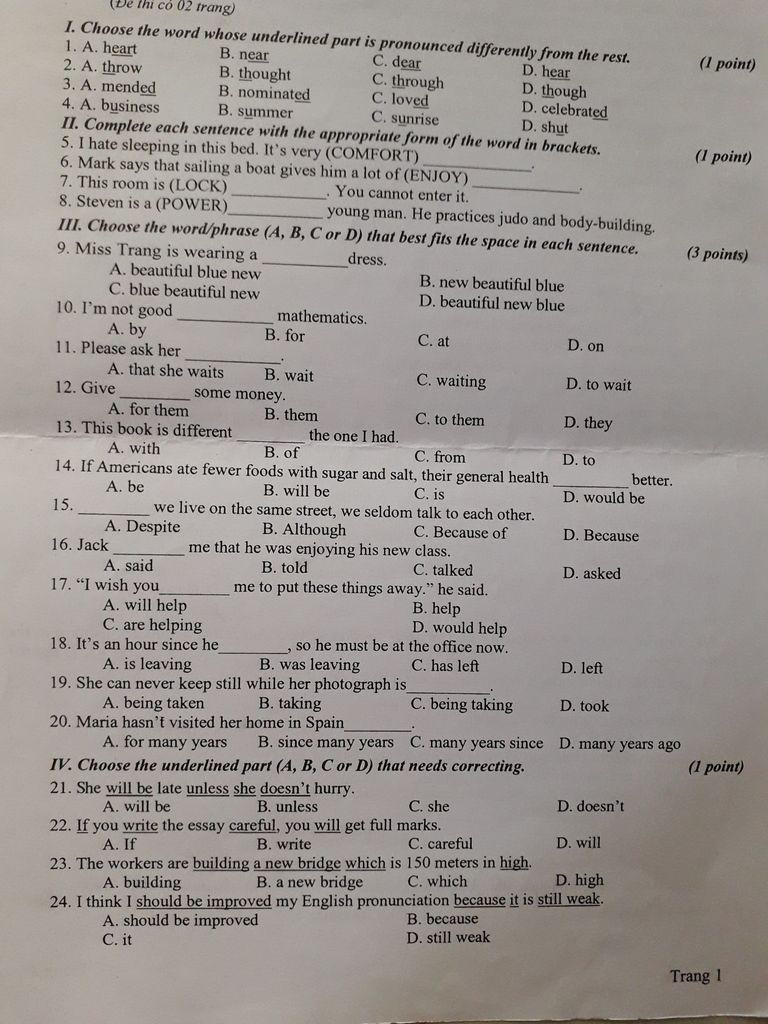 (Đề thi có 02 trang)
I. Choose the word whose underlined part is pronounced differently from the rest. (1 point)
1. A. heart B. near C. dear D. hear
2. A. throw B. thought C. through D. though
3. A. mended B. nominated C. loved D. celebrated
4. A. business B. summer C. sunrise D. shut
II. Complete each sentence with the appropriate form of the word in brackets. (1 point)
5. I hate sleeping in this bed. It's very (COMFORT) ____________.
6. Mark says that sailing a boat gives him a lot of (ENJOY) ____________.
7. This room is (LOCK) ____________. You cannot enter it.
8. Steven is a (POWER)____________ young man. He practices judo and body-building.
III. Choose the word/phrase (A, B, C or D) that best fits the space in each sentence. (3 points)
9. Miss Trang is wearing a ___________dress.
A. beautiful blue new B. new beautiful blue
C. blue beautiful new D. beautiful new blue
10. I'm not good ____________ mathematics.
A. by B. for C. at D. on
11. Please ask her ____________.
A. that she waits B. wait C. waiting D. to wait
12. Give _________ some money.
A. for them B. them C. to them D. they
13. This book is different _________ the one I had.
A. with B. of C. from D. to
14. If Americans ate fewer foods with sugar and salt, their general health _________ better.
A. be B. will be C. is D. would be
15. _________ we live on the same street, we seldom talk to each other.
A. Despite B. Although C. Because of D. Because
16. Jack _________ me that he was enjoying his new class.
A. said B. told C. talked D. asked
17. “I wish you_________ me to put these things away.” he said.
A. will help B. help
C. are helping D. would help
18. It's an hour since he_________, so he must be at the office now.
A. is leaving B. was leaving C. has left D. left
19. She can never keep still while her photograph is___________.
A. being taken B. taking C. being taking D. took
20. Maria hasn't visited her home in Spain_________.
A. for many years B. since many years C. many years since D. many years ago
IV. Choose the underlined part (A, B, C or D) that needs correcting. (1 point)
21. She will be late unless she doesn't hurry.
A. will be B. unless C. she D. doesn't
22. If you write the essay careful, you will get full marks.
A. If B. write C. careful D. will
23. The workers are building a new bridge which is 150 meters in high.
A. building B. a new bridge C. which D. high
24. I think I should be improved my English pronunciation because it is still weak.
A. should be improved B. because
C. it D. still weak
Trang 1